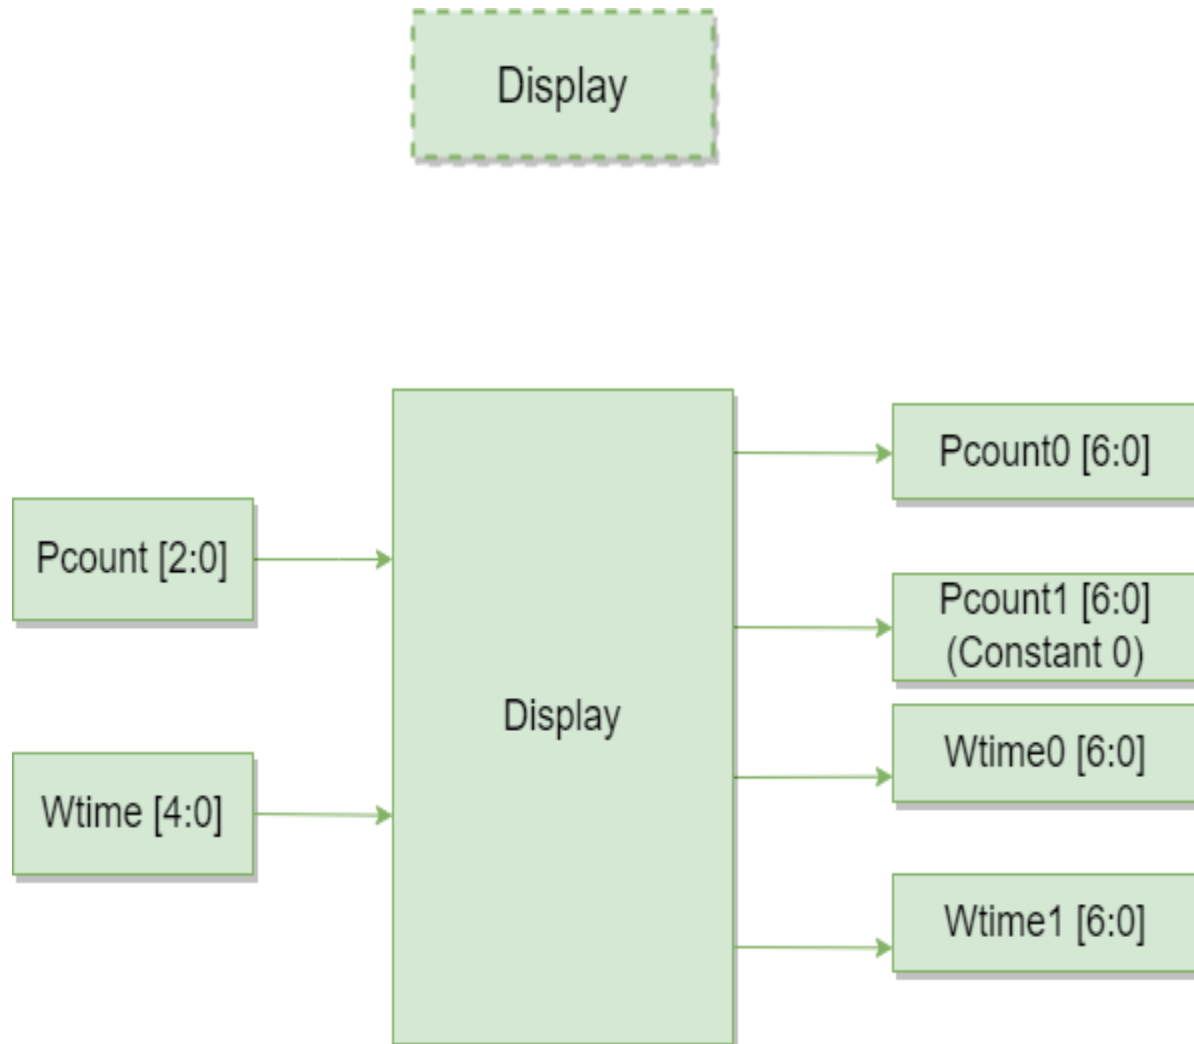 Display
Pcount0 [6:0]
Pcount [2:0]
Pcount1 [6:0]
(Constant 0)
Display
Wtime0 [6:0]
Wtime [4:0]
Wtime1 [6:0]